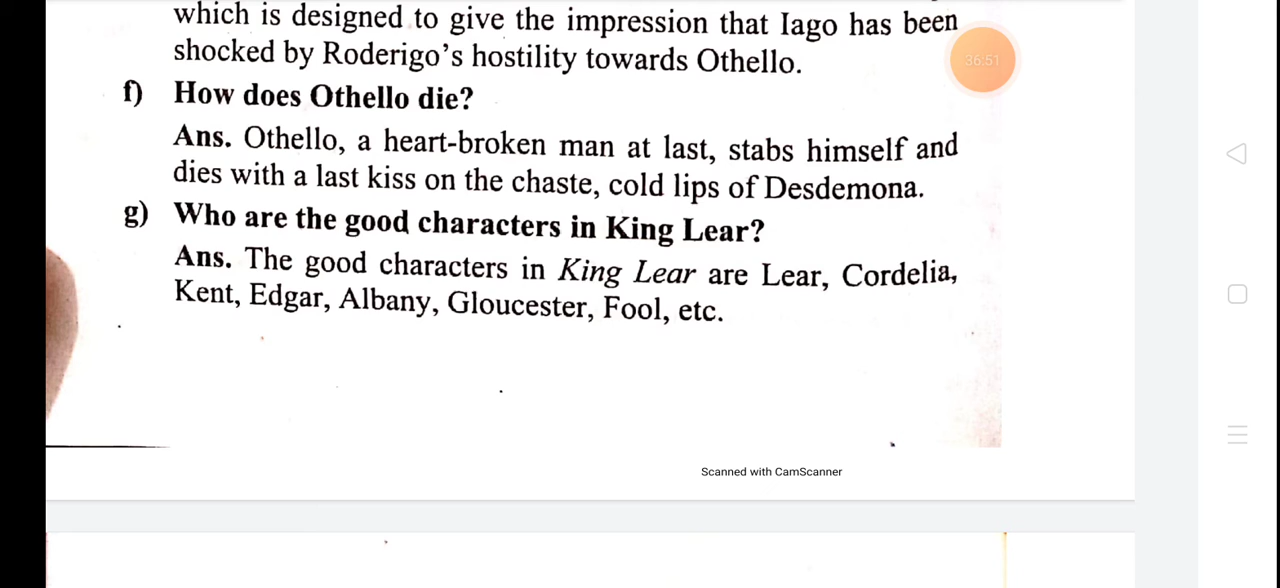 which is designed to give the impression that Iago has been
shocked by Roderigo's hostility towards Othello.
36:51
f) How does Othello die?
Ans. Othello, a heart-broken man at last, stabs himself and
dies with a last kiss on the chaste, cold lips of Desdemona.
g) Who are the good characters in King Lear?
Ans. The good characters in King Lear are Lear, Cordelia,
Kent, Edgar, Albany, Gloucester, Fool, etc.
Scanned with CamScanner